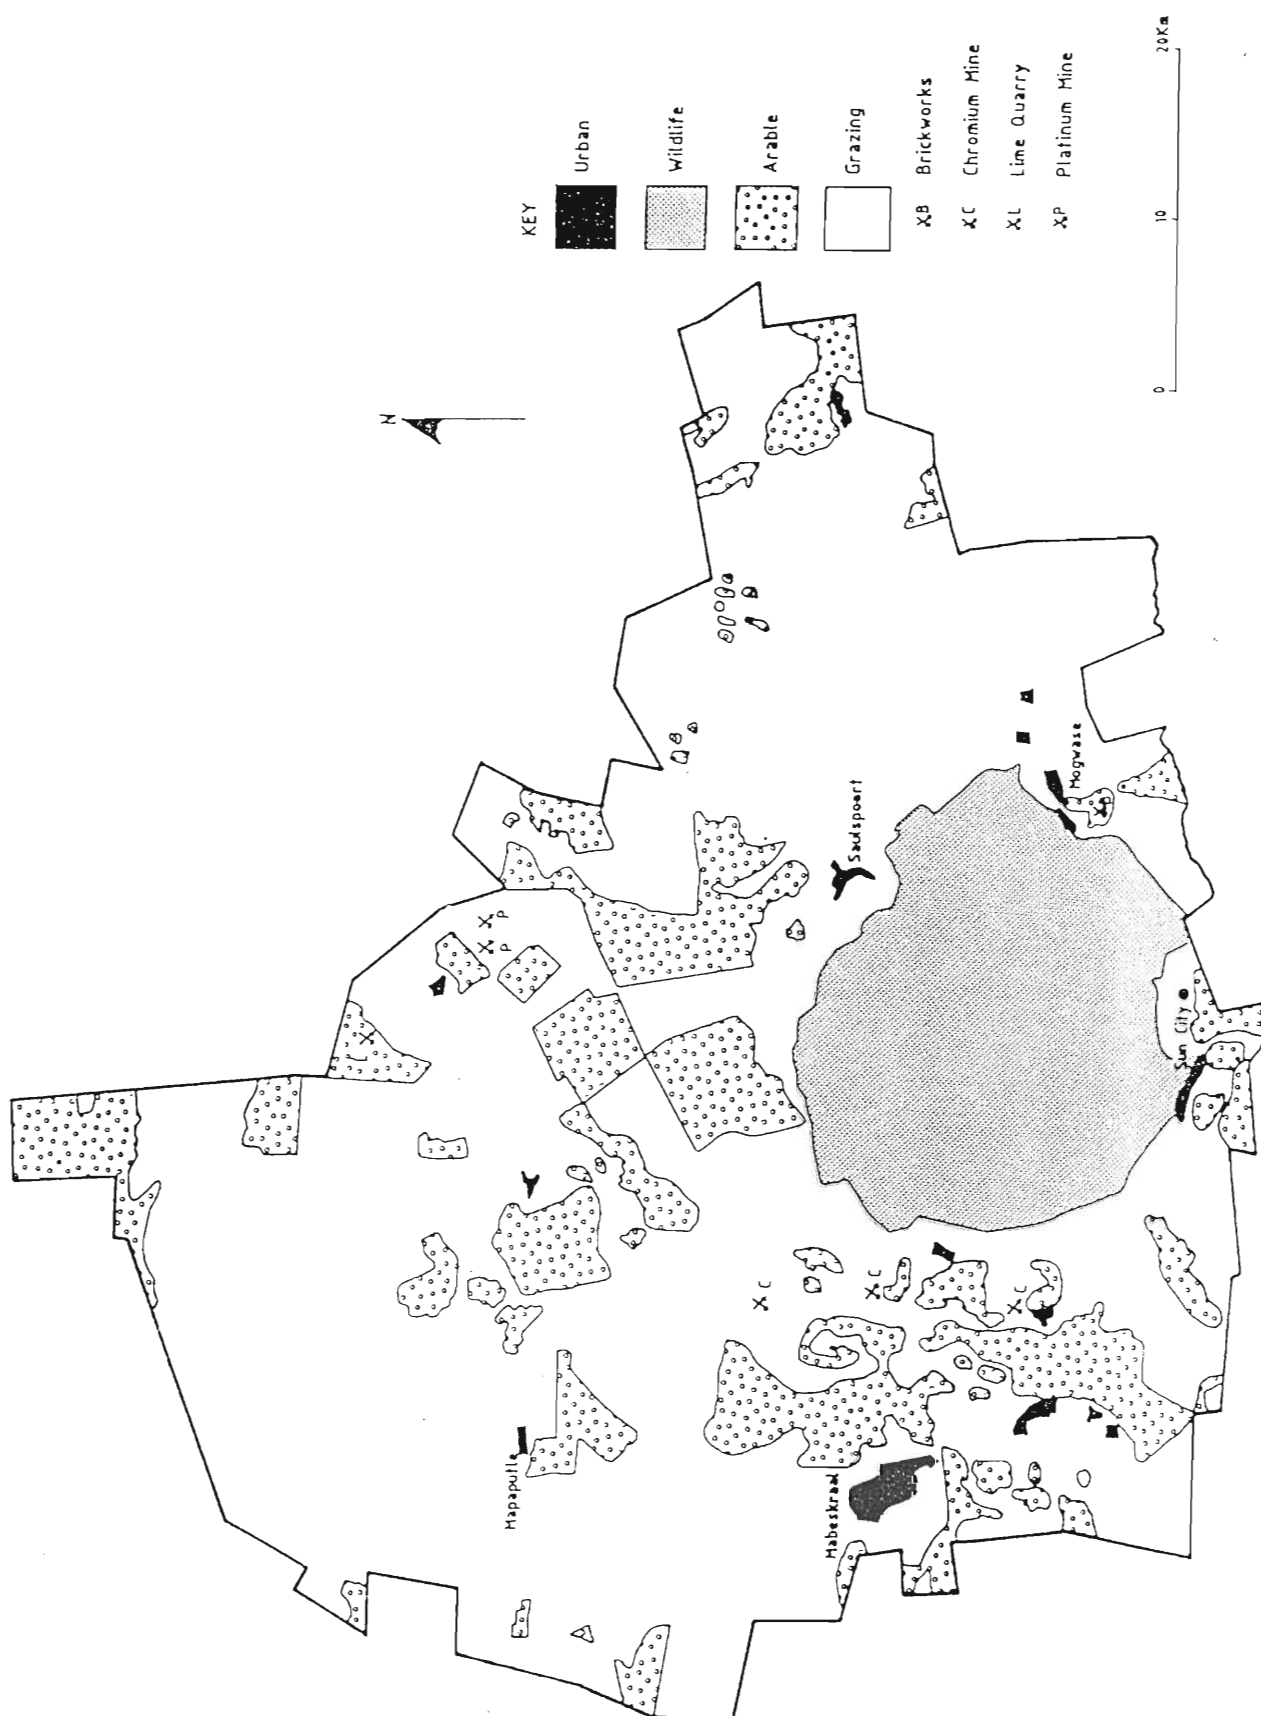 N
KEY
Urban
Wildlife
Arable
Grazing
B Brickworks
C Chromium Mine
L Lime Quarry
P Platinum Mine
0 10 20Km
L
P
P
Mapaputle
Mabeskraal
C
C
C
Saulspoort
Mogwase
Sun City